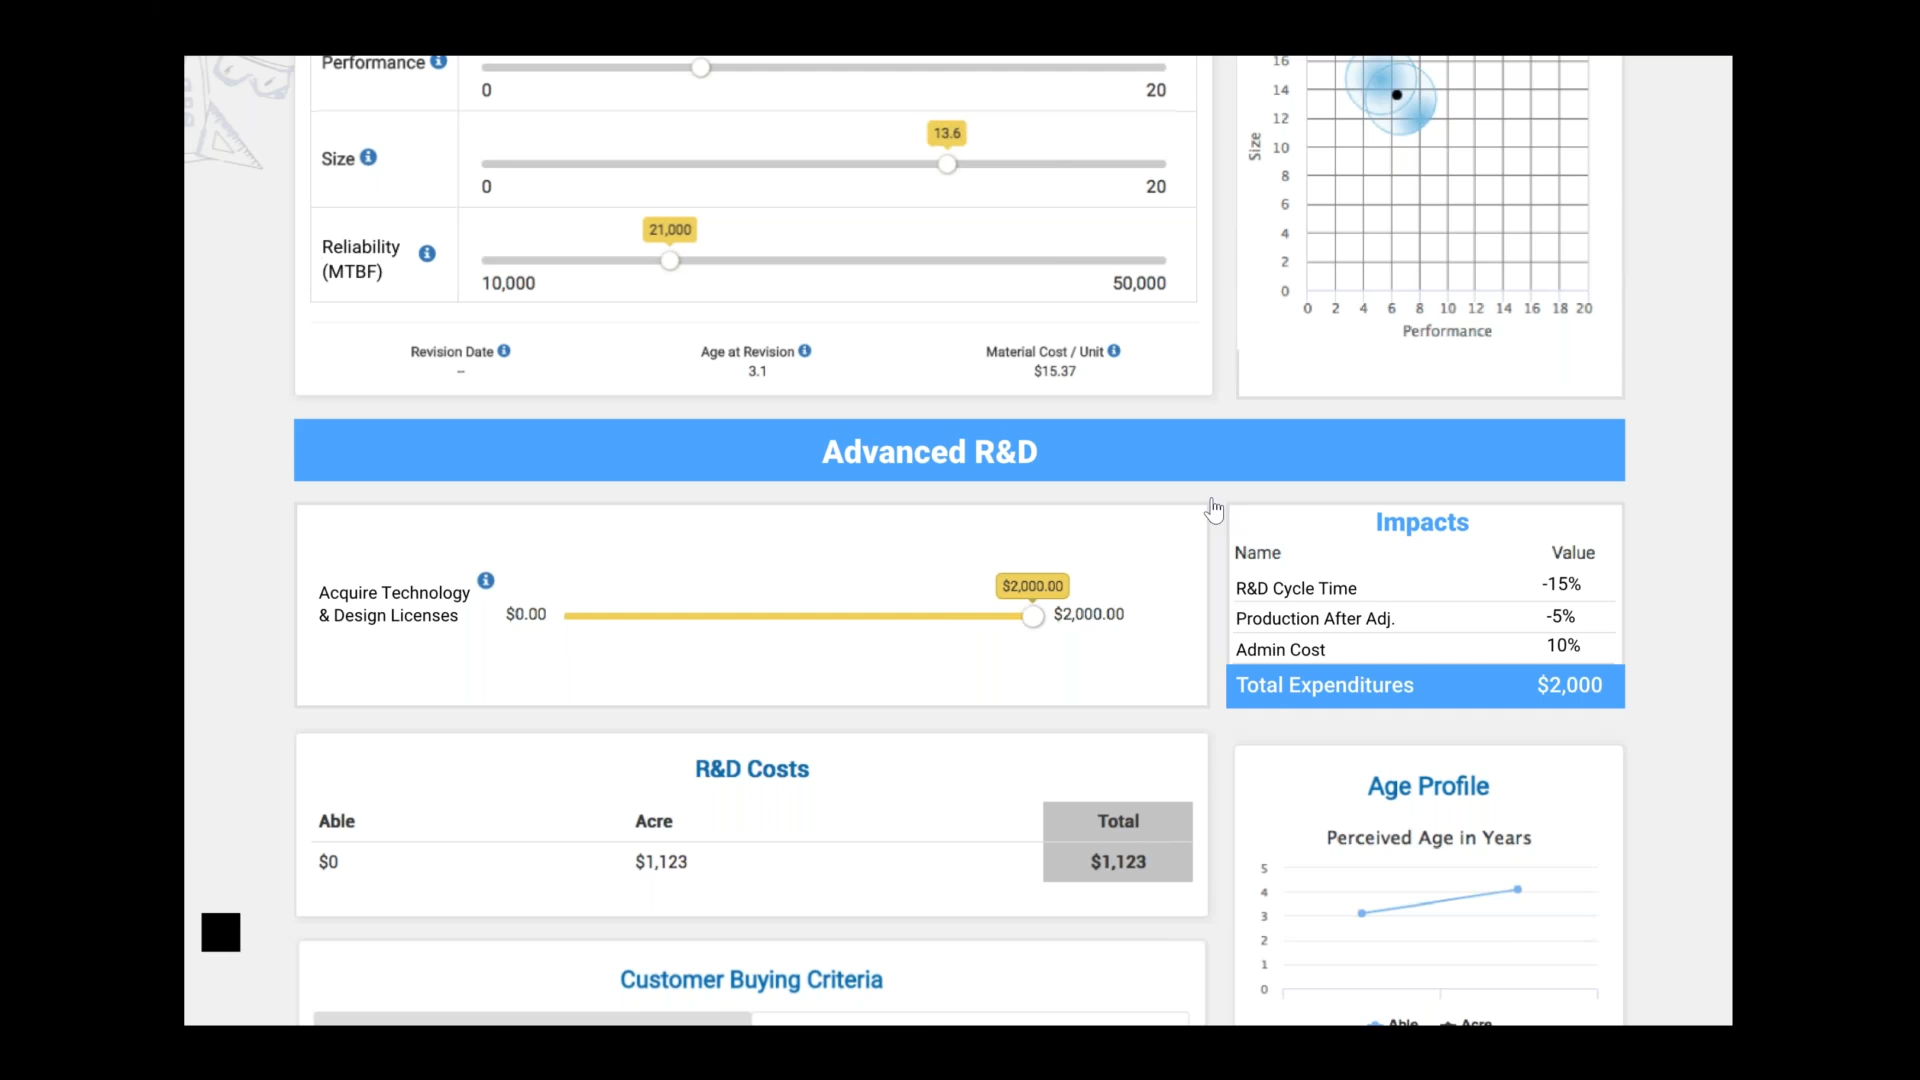 Performance
0 20
Size
13.6
0 20
Reliability
(MTBF)
21,000
10,000 50,000
Revision Date
--
Age at Revision
3.1
Material Cost / Unit
$15.37
16
14
12
10
8
6
4
2
0
Size
0 2 4 6 8 10 12 14 16 18 20
Performance
Advanced R&D
Acquire Technology
& Design Licenses
$0.00
$2,000.00
$2,000.00
Impacts
Name Value
R&D Cycle Time -15%
Production After Adj. -5%
Admin Cost 10%
Total Expenditures $2,000
R&D Costs
Able Acre Total
$0 $1,123 $1,123
Age Profile
Perceived Age in Years
5
4
3
2
1
0
Able Acre
Customer Buying Criteria